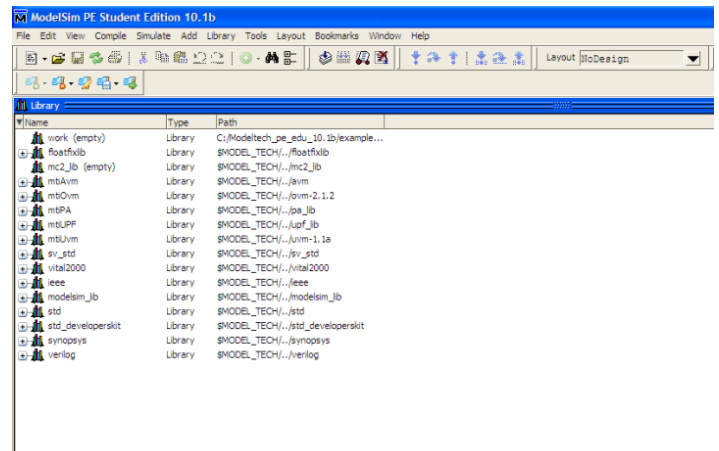 ModelSim PE Student Edition 10.1b
File Edit View Compile Simulate Add Library Tools Layout Bookmarks Window Help
Layout NoDesign
Library
Name Type Path
work (empty) Library C:/Modeltech_pe_edu_10.1b/example...
floatfixlib Library $MODEL_TECH/../floatfixlib
mc2_lib (empty) Library $MODEL_TECH/../mc2_lib
mtiAvm Library $MODEL_TECH/../avm
mtiOvm Library $MODEL_TECH/../ovm-2.1.2
mtiPA Library $MODEL_TECH/../pa_lib
mtiUPF Library $MODEL_TECH/../upf_lib
mtiUvm Library $MODEL_TECH/../uvm-1.1a
sv_std Library $MODEL_TECH/../sv_std
vital2000 Library $MODEL_TECH/../vital2000
ieee Library $MODEL_TECH/../ieee
modelsim_lib Library $MODEL_TECH/../modelsim_lib
std Library $MODEL_TECH/../std
std_developerskit Library $MODEL_TECH/../std_developerskit
synopsys Library $MODEL_TECH/../synopsys
verilog Library $MODEL_TECH/../verilog